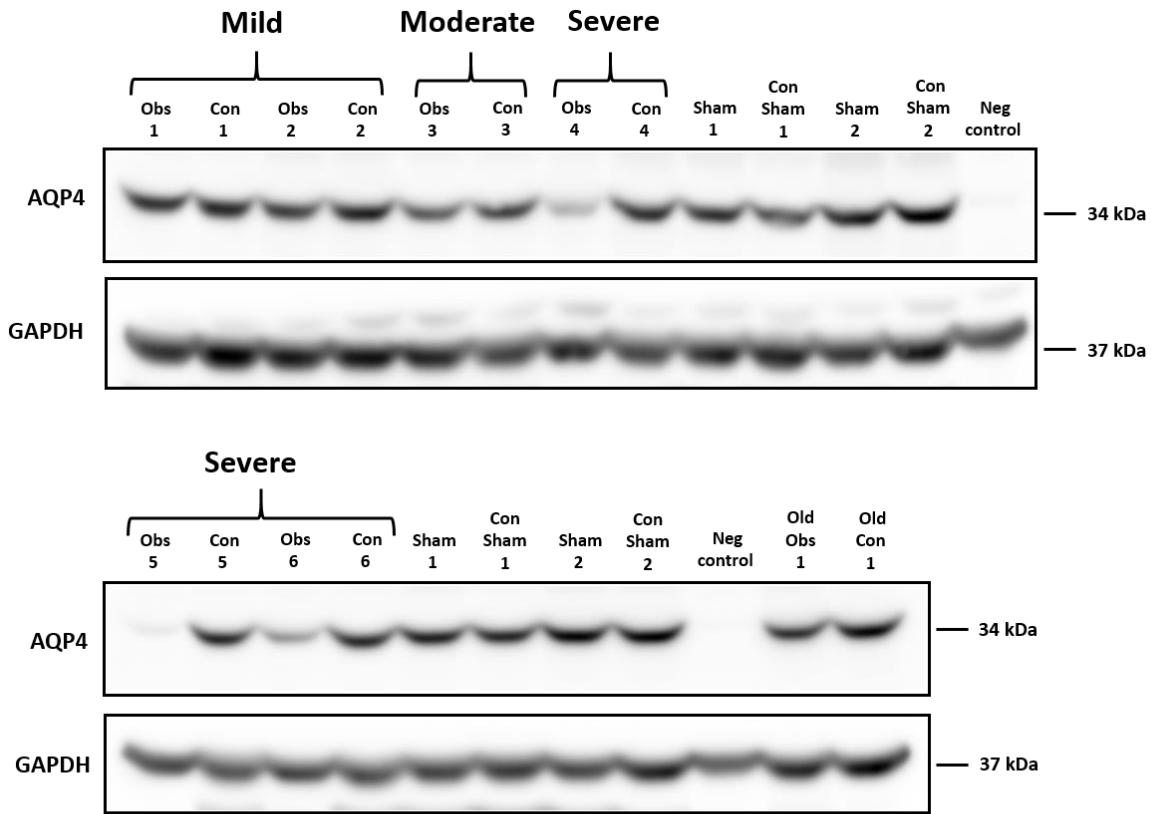 Mild Moderate Severe
Obs 1 Con 1 Obs 2 Con 2 Obs 3 Con 3 Obs 4 Con 4 Sham 1 Con Sham 1 Sham 2 Con Sham 2 Neg control
AQP4 34 kDa
GAPDH 37 kDa
Severe
Obs 5 Con 5 Obs 6 Con 6 Sham 1 Con Sham 1 Sham 2 Con Sham 2 Neg control Old Obs 1 Old Con 1
AQP4 34 kDa
GAPDH 37 kDa